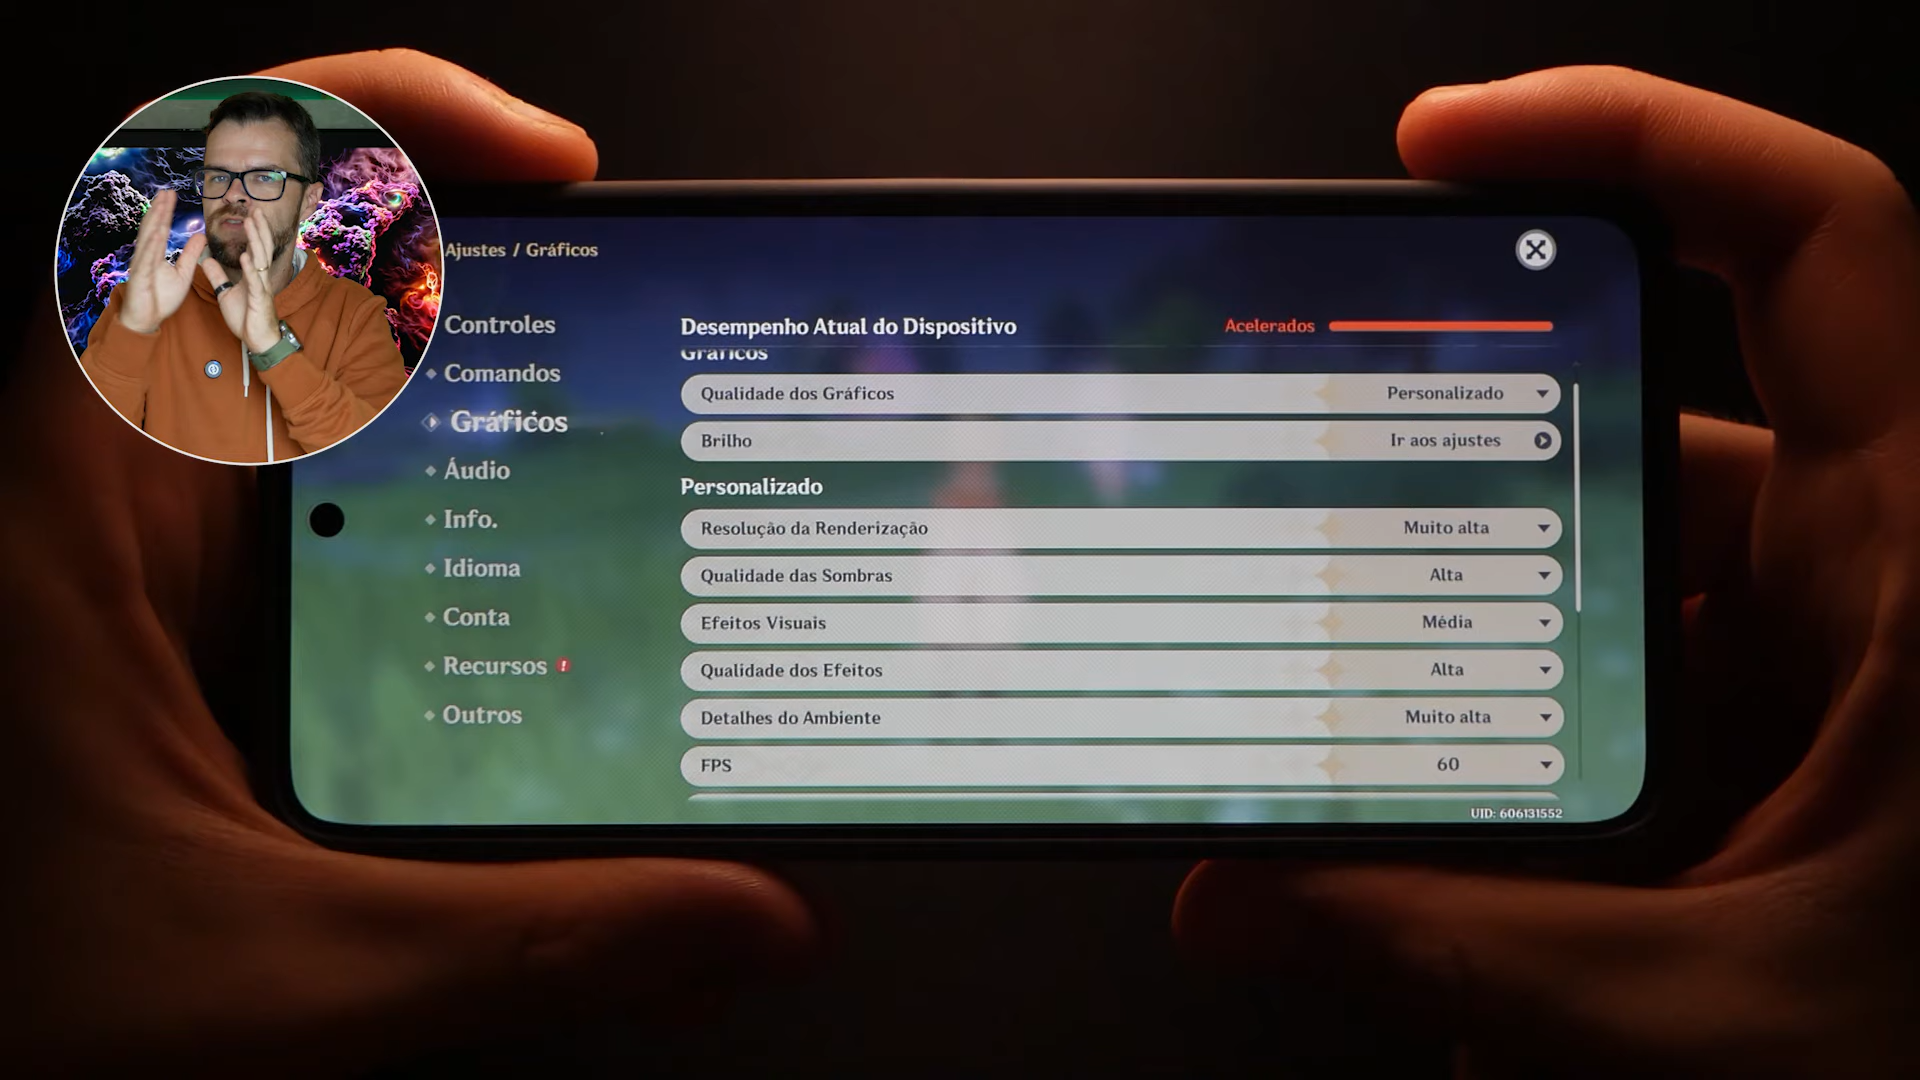 Ajustes / Gráficos
Controles
Comandos
Gráficos
Áudio
Info.
Idioma
Conta
Recursos !
Outros
Desempenho Atual do Dispositivo Acelerados
Gráficos
Qualidade dos Gráficos Personalizado
Brilho Ir aos ajustes
Personalizado
Resolução da Renderização Muito alta
Qualidade das Sombras Alta
Efeitos Visuais Média
Qualidade dos Efeitos Alta
Detalhes do Ambiente Muito alta
FPS 60
UID: 606131552